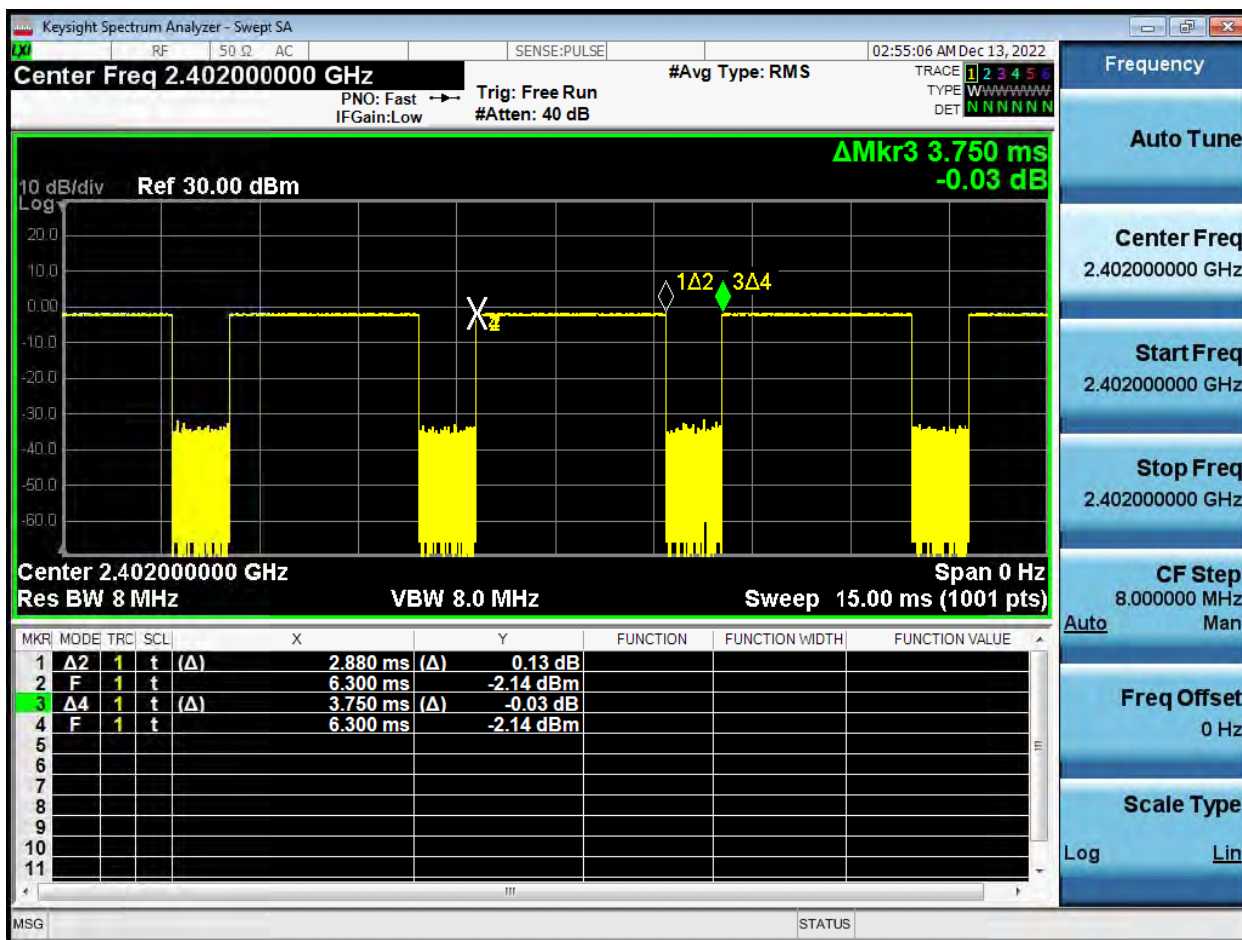 Keysight Spectrum Analyzer - Swept SA
LXI RF 50 Ω AC SENSE:PULSE 02:55:06 AM Dec 13, 2022
Center Freq 2.402000000 GHz
PNO: Fast
IFGain:Low
Trig: Free Run
#Atten: 40 dB
#Avg Type: RMS
TRACE 1 2 3 4 5 6
TYPE WWWWWW
DET N N N N N N
ΔMkr3 3.750 ms
-0.03 dB
10 dB/div Ref 30.00 dBm
Log
20.0
10.0
0.00
-10.0
-20.0
-30.0
-40.0
-50.0
-60.0
1Δ2 3Δ4
Center 2.402000000 GHz Span 0 Hz
Res BW 8 MHz VBW 8.0 MHz Sweep 15.00 ms (1001 pts)
MKR MODE TRC SCL X Y FUNCTION FUNCTION WIDTH FUNCTION VALUE
1 Δ2 1 t (Δ) 2.880 ms (Δ) 0.13 dB
2 F 1 t 6.300 ms -2.14 dBm
3 Δ4 1 t (Δ) 3.750 ms (Δ) -0.03 dB
4 F 1 t 6.300 ms -2.14 dBm
5
6
7
8
9
10
11
MSG STATUS
Frequency
Auto Tune
Center Freq
2.402000000 GHz
Start Freq
2.402000000 GHz
Stop Freq
2.402000000 GHz
CF Step
8.000000 MHz
Auto Man
Freq Offset
0 Hz
Scale Type
Log Lin